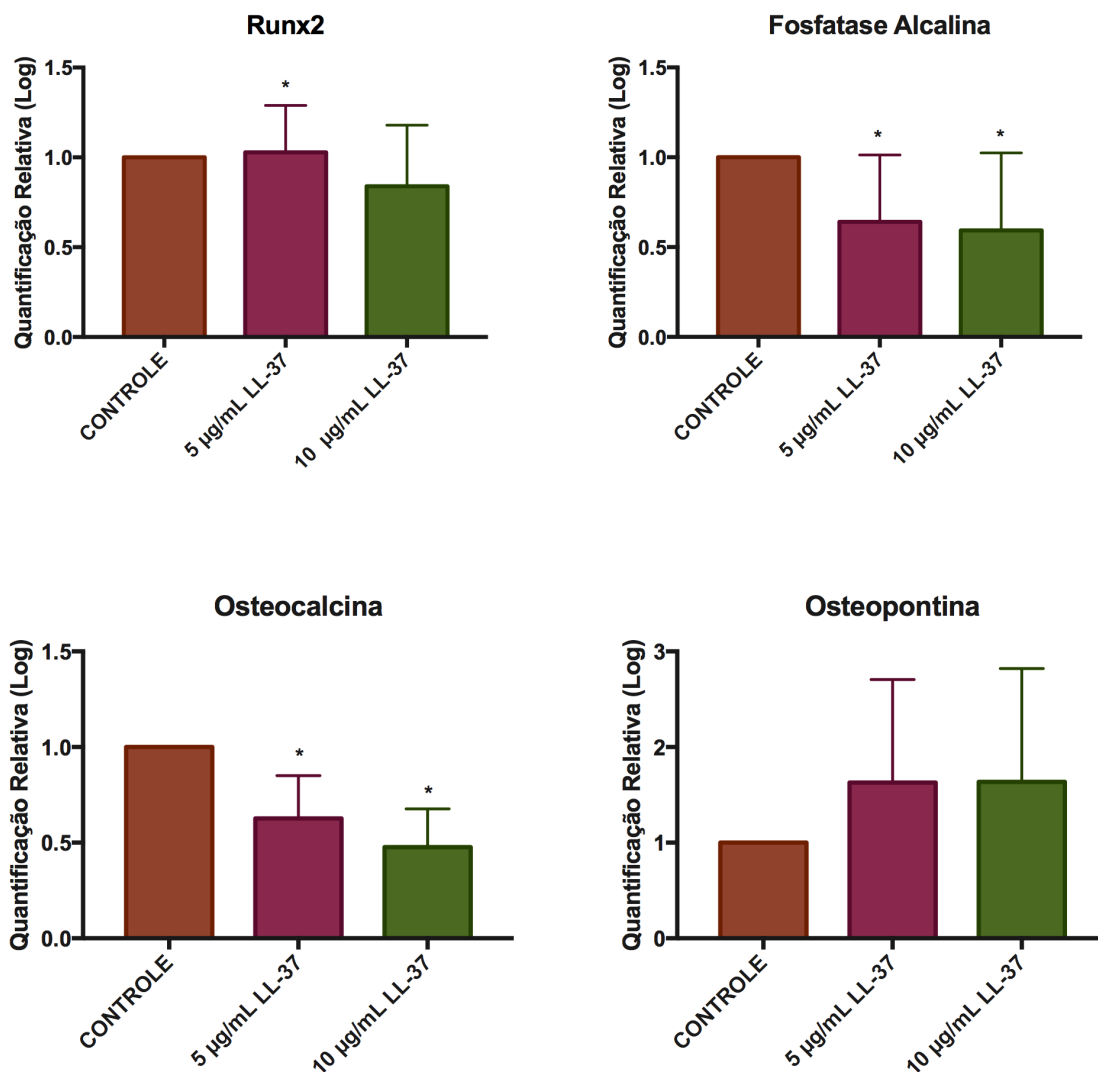 Runx2
Quantificação Relativa (Log)
1.5
*
1.0
0.5
0.0
CONTROLE
5 µg/mL LL-37
10 µg/mL LL-37
Fosfatase Alcalina
Quantificação Relativa (Log)
1.5
* *
1.0
0.5
0.0
CONTROLE
5 µg/mL LL-37
10 µg/mL LL-37
Osteocalcina
Quantificação Relativa (Log)
1.5
1.0
*
*
0.5
0.0
CONTROLE
5 µg/mL LL-37
10 µg/mL LL-37
Osteopontina
Quantificação Relativa (Log)
3
2
1
0
CONTROLE
5 µg/mL LL-37
10 µg/mL LL-37